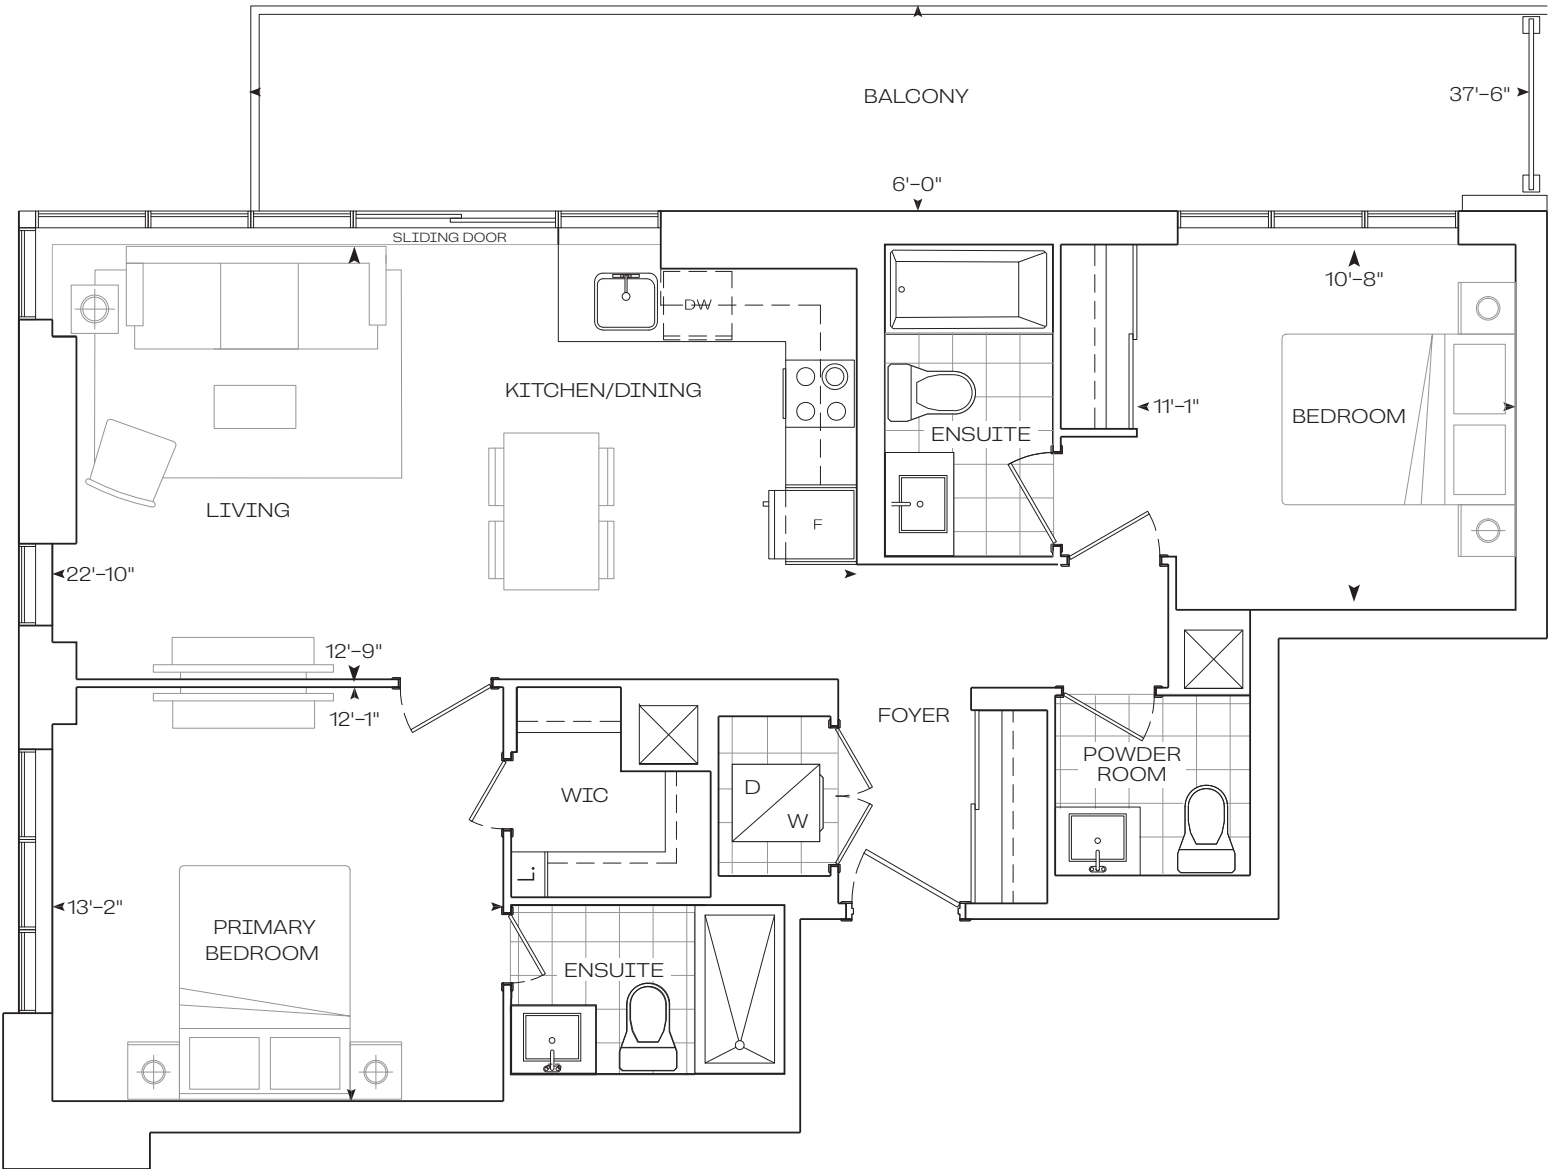 BALCONY
37'-6"
6'-0"
SLIDING DOOR
DW
10'-8"
KITCHEN/DINING
11'-1"
BEDROOM
ENSUITE
LIVING
F
22'-10"
12'-9"
12'-1"
FOYER
POWDER
ROOM
WIC
D
W
L.
13'-2"
PRIMARY
BEDROOM
ENSUITE